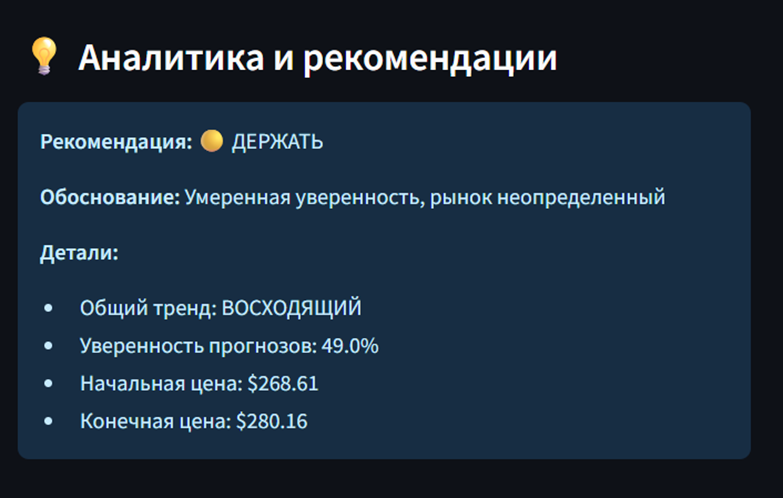 Аналитика и рекомендации
Рекомендация: ДЕРЖАТЬ
Обоснование: Умеренная уверенность, рынок неопределенный
Детали:
• Общий тренд: ВОСХОДЯЩИЙ
• Уверенность прогнозов: 49.0%
• Начальная цена: $268.61
• Конечная цена: $280.16